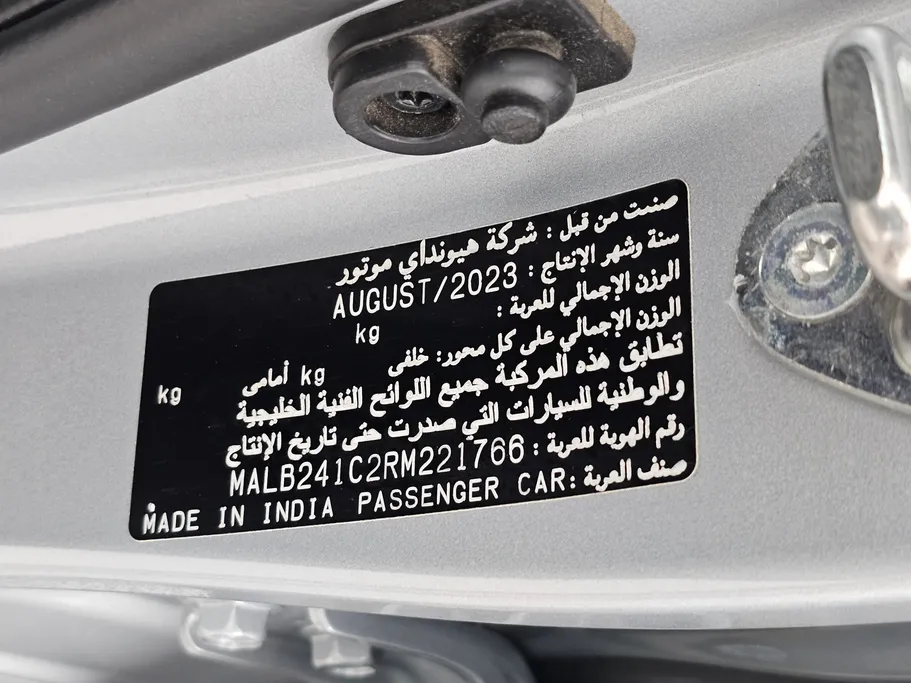 صنعت من قبل : شركة هيونداي موتور
سنة وشهر الإنتاج : AUGUST/2023
الوزن الإجمالي للعربة : kg
الوزن الإجمالي على كل محور: خلفى kg أمامى kg
تطابق هذه المركبة جميع اللوائح الفنية الخليجية
والوطنية للسيارات التي صدرت حتى تاريخ الإنتاج
رقم الهوية للعربة : MALB241C2RM221766
صنف العربة: PASSENGER CAR MADE IN INDIA